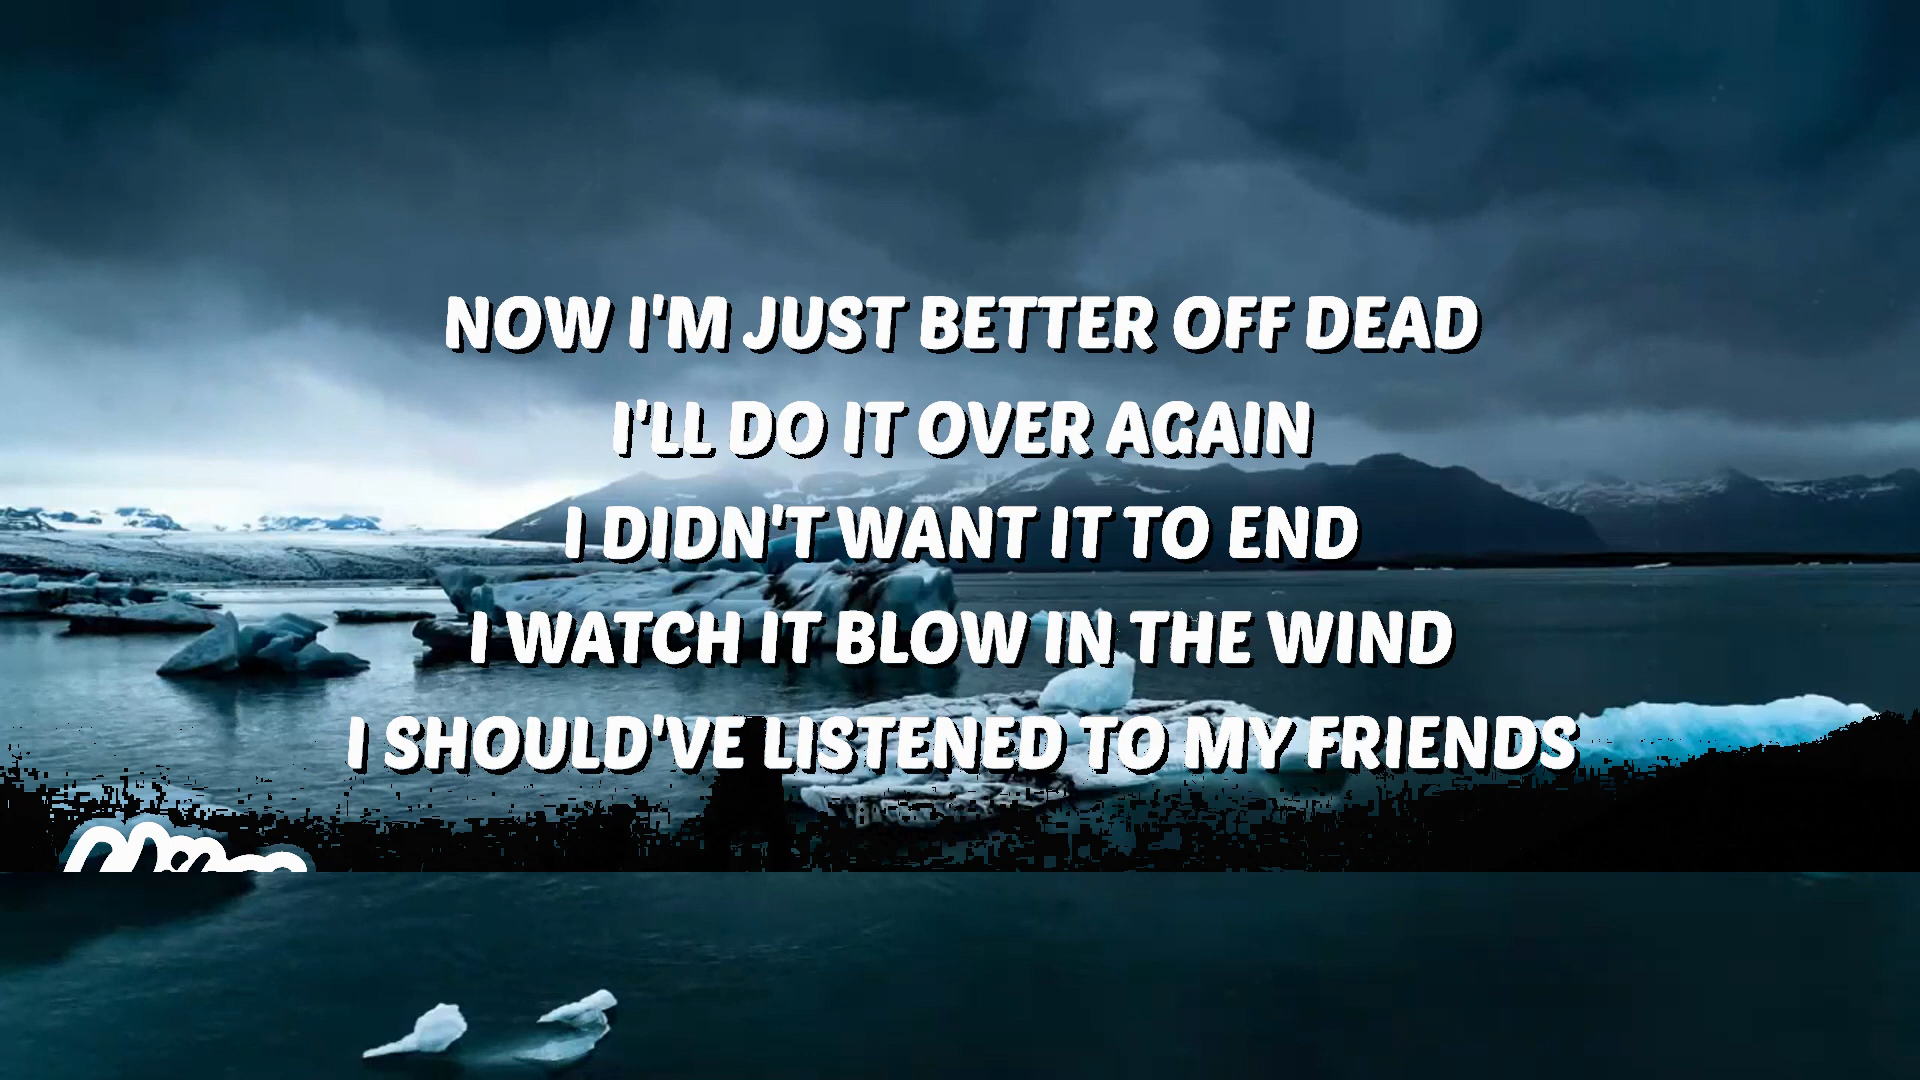 NOW I'M JUST BETTER OFF DEAD
I'LL DO IT OVER AGAIN
I DIDN'T WANT IT TO END
I WATCH IT BLOW IN THE WIND
I SHOULD'VE LISTENED TO MY FRIENDS